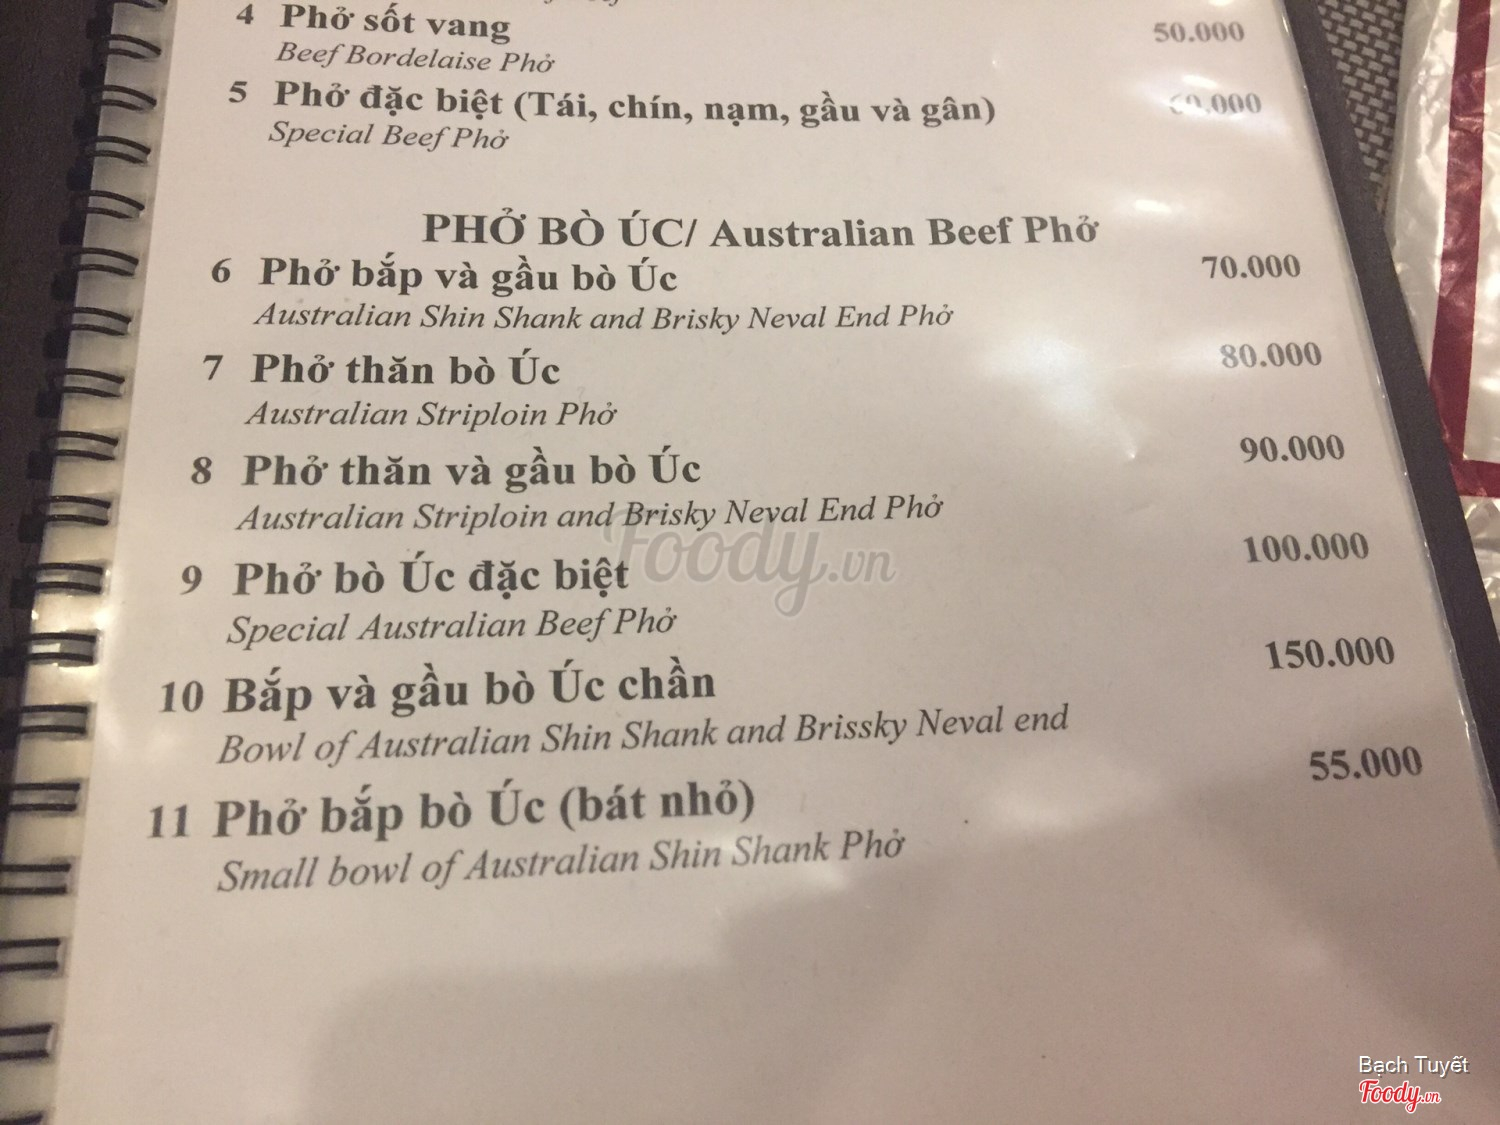 4 Phở sốt vang 50.000
Beef Bordelaise Phở
5 Phở đặc biệt (Tái, chín, nạm, gầu và gân) 60.000
Special Beef Phở
PHỞ BÒ ÚC/ Australian Beef Phở
6 Phở bắp và gầu bò Úc 70.000
Australian Shin Shank and Brisky Neval End Phở
7 Phở thăn bò Úc 80.000
Australian Striploin Phở
8 Phở thăn và gầu bò Úc 90.000
Australian Striploin and Brisky Neval End Phở
Foody.vn
9 Phở bò Úc đặc biệt 100.000
Special Australian Beef Phở
10 Bắp và gầu bò Úc chần 150.000
Bowl of Australian Shin Shank and Brissky Neval end
11 Phở bắp bò Úc (bát nhỏ) 55.000
Small bowl of Australian Shin Shank Phở
Bạch Tuyết
Foody.vn